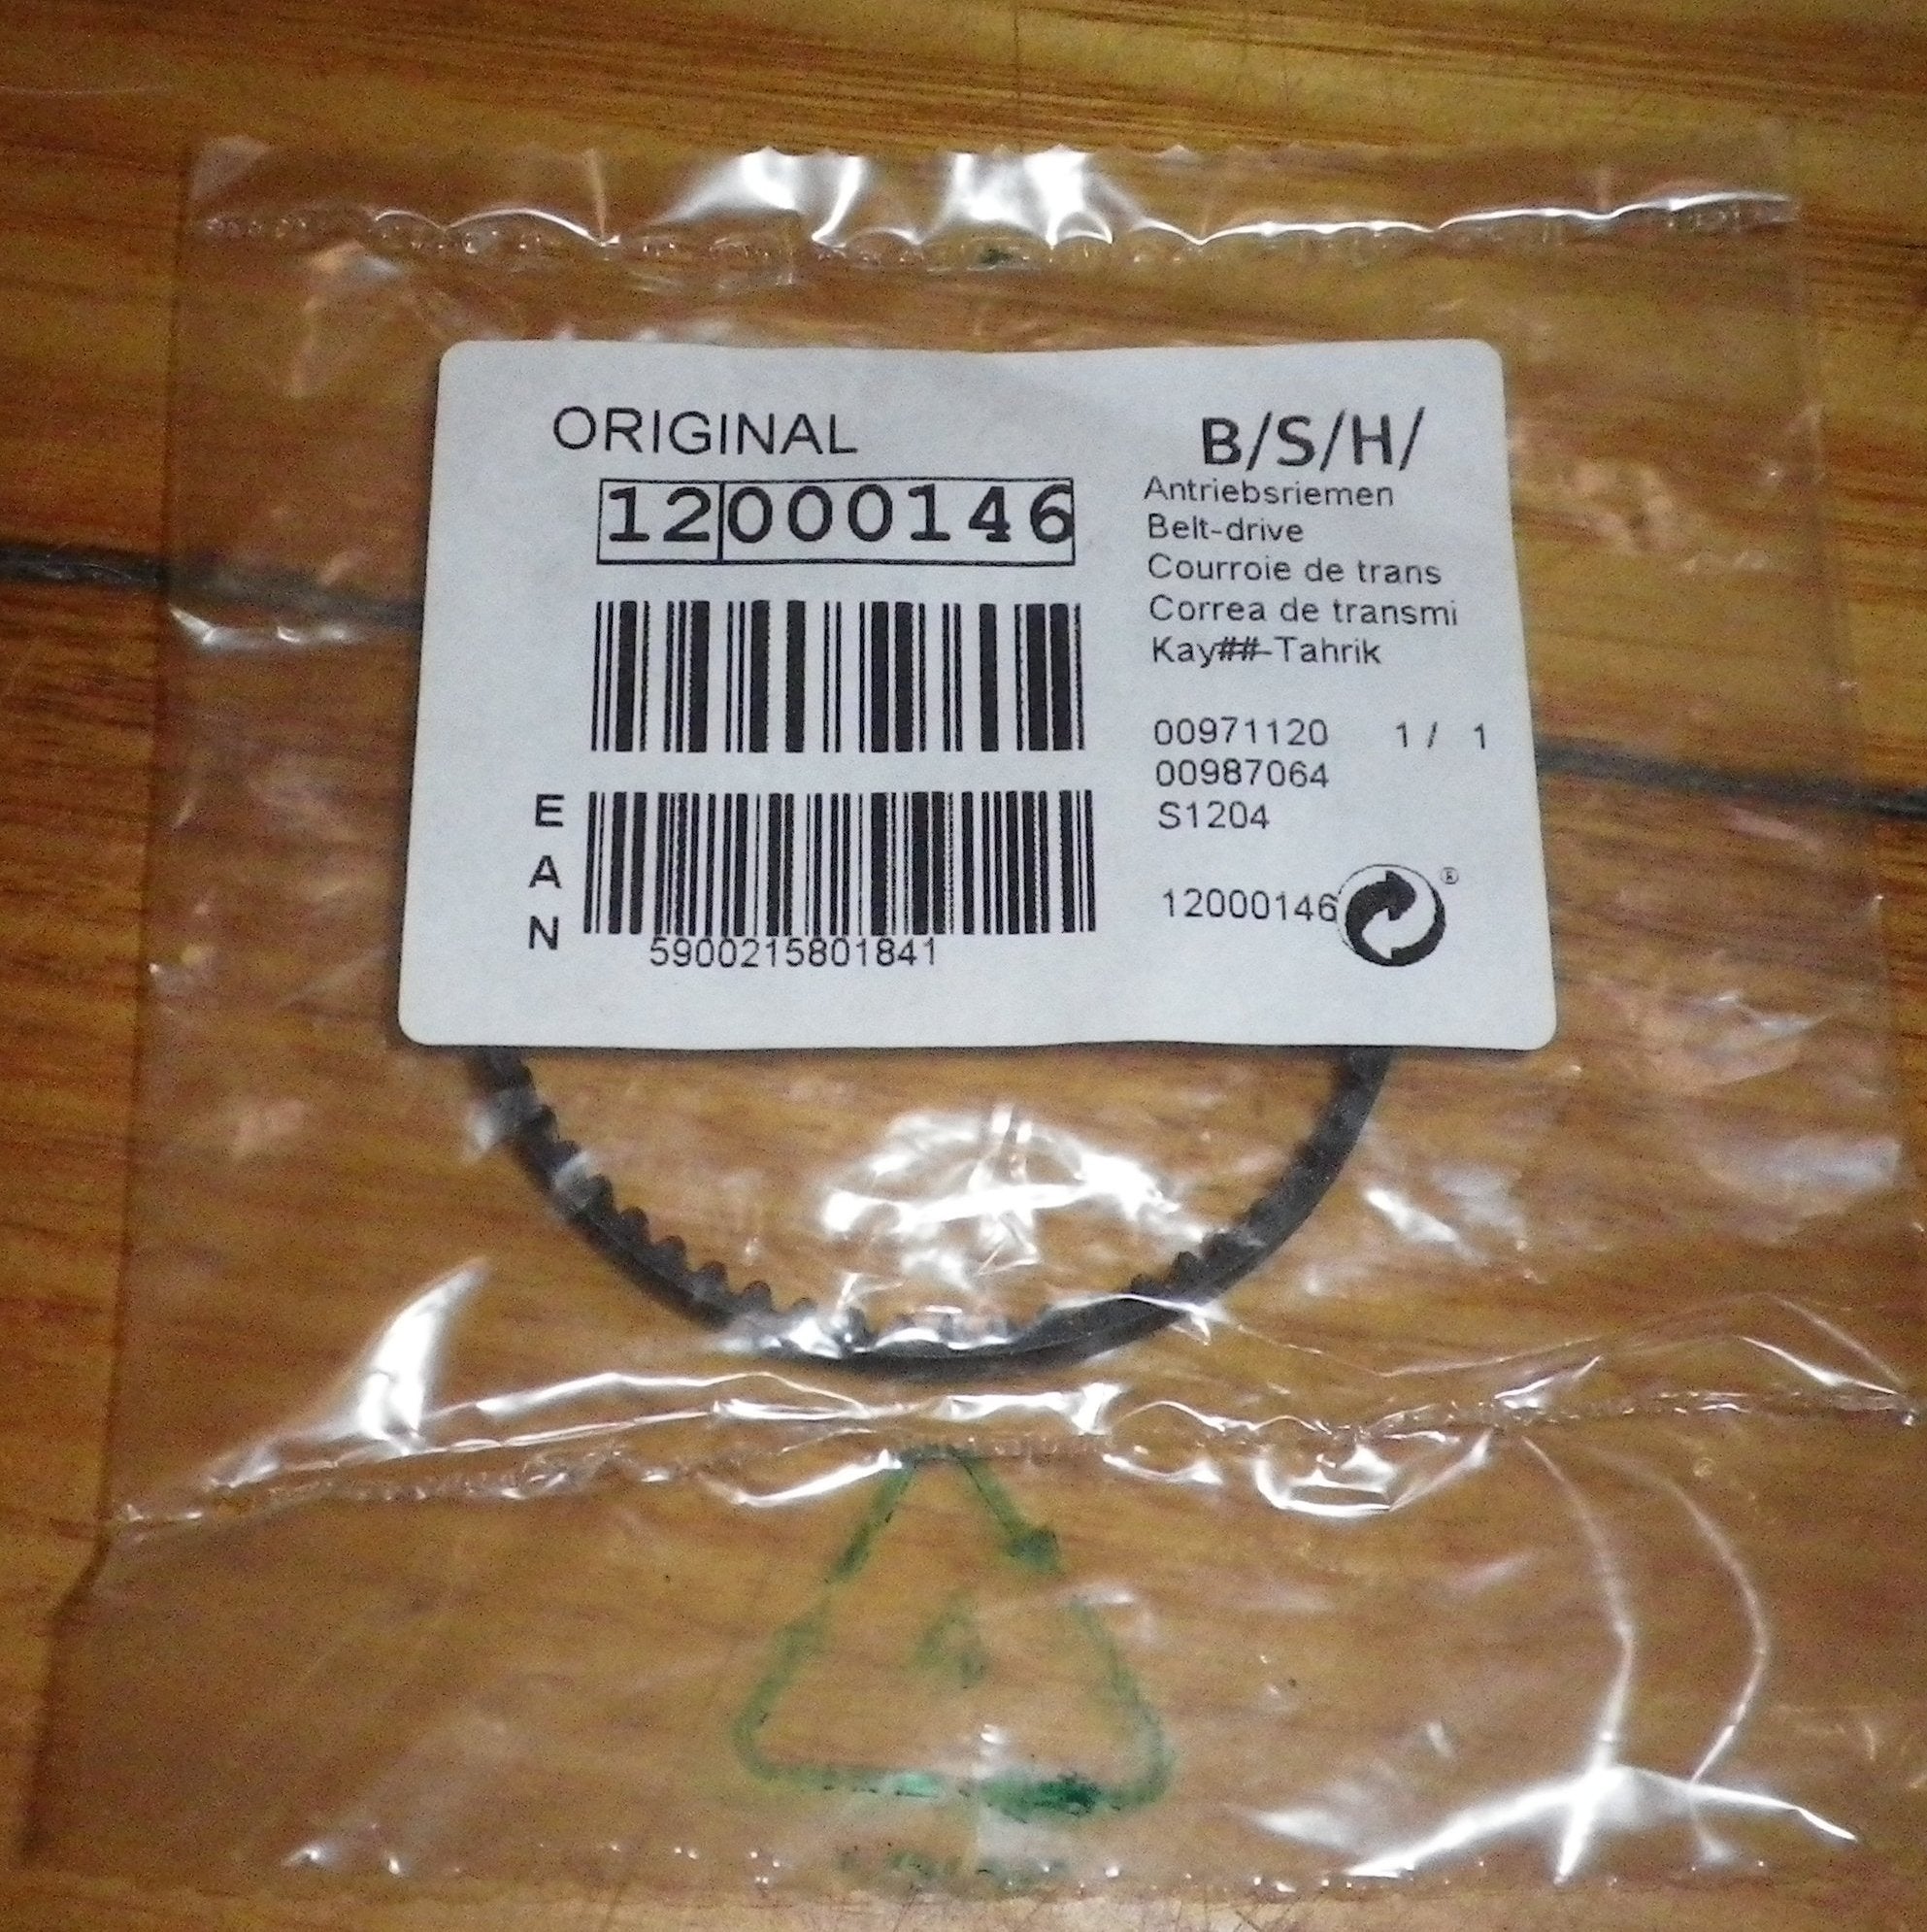 ORIGINAL
12000146
E
A
N
5900215801841
B/S/H/
Antriebsriemen
Belt-drive
Courroie de trans
Correa de transmi
Kay##-Tahrik
00971120 1 / 1
00987064
S1204
12000146
®